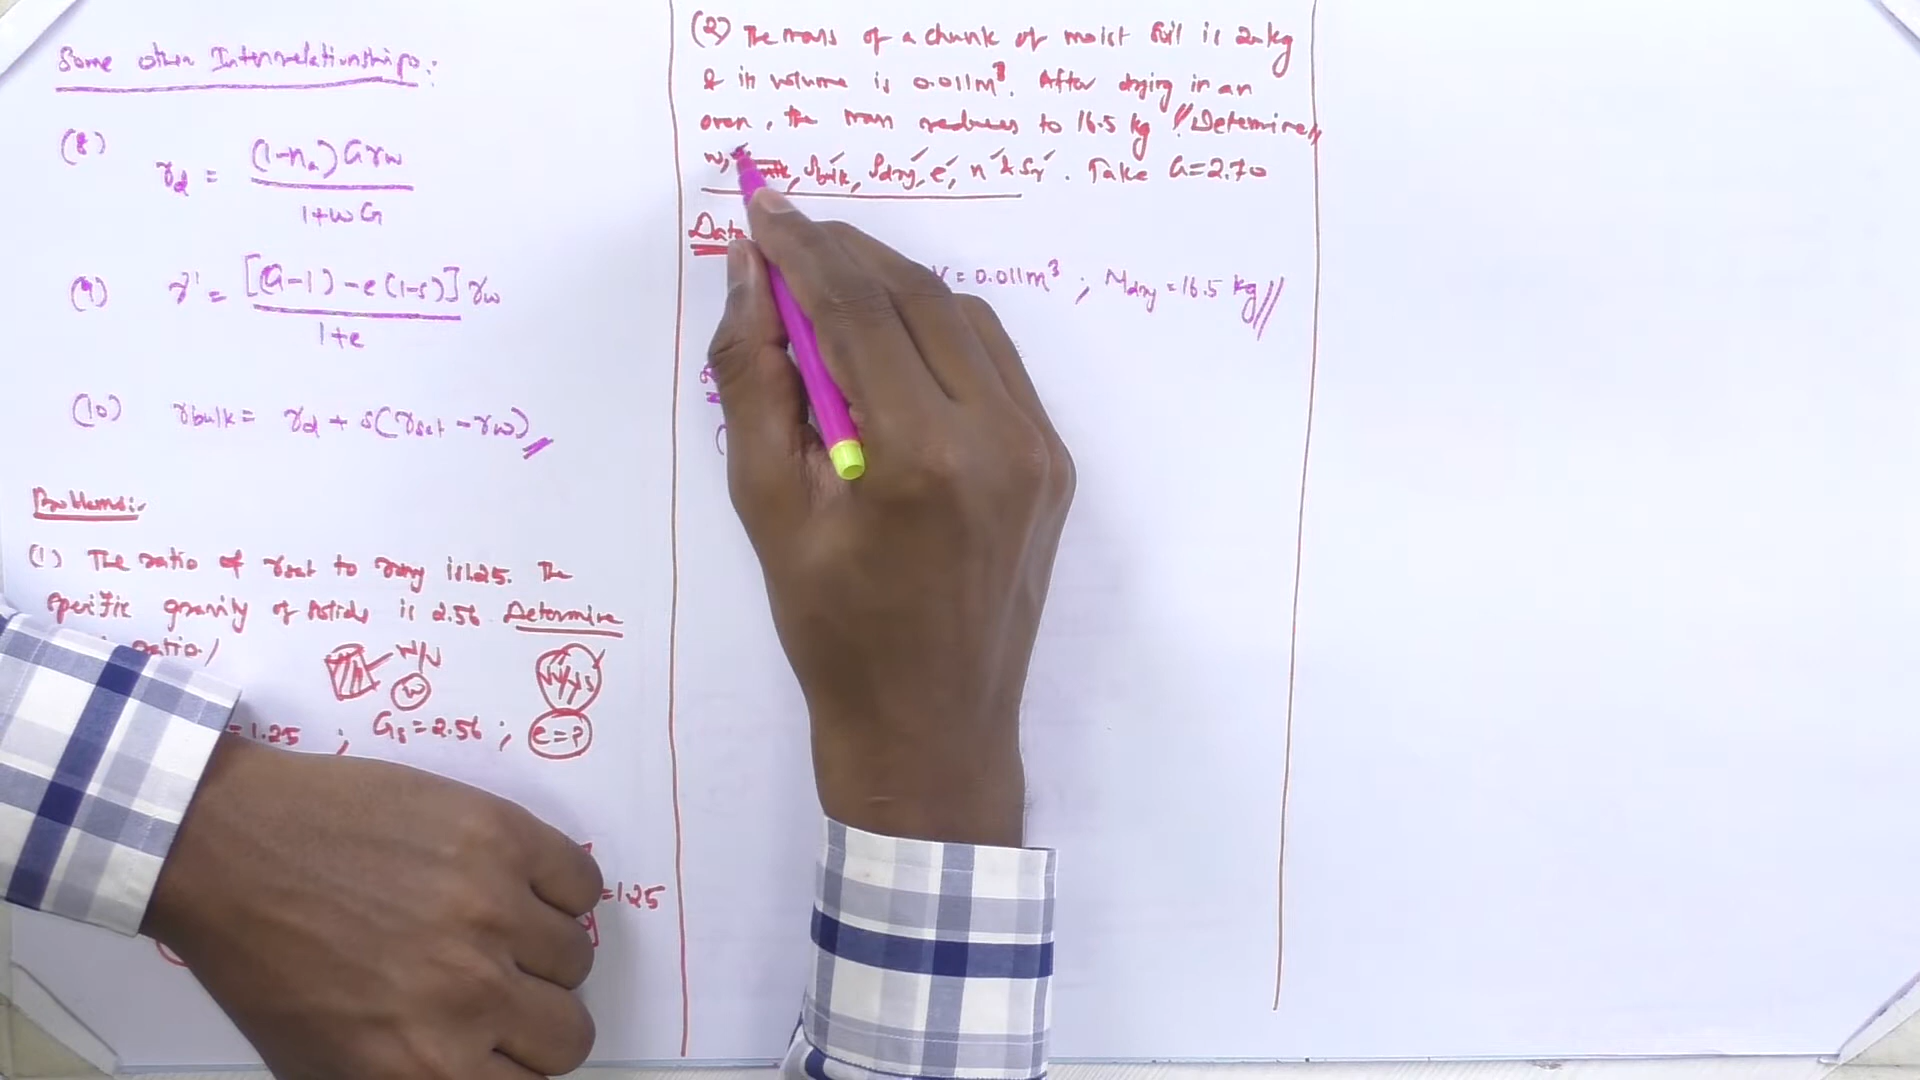 Some other Interrelationships:
(8) γd = (1-na)Gγw / 1+wG
(9) γ' = [(G-1)-e(1-s)]γw / 1+e
(10) γbulk = γd + s(γsat - γw)
Problems:
(1) The ratio of γsat to γdry is 1.25. The
specific gravity of solids is 2.56. Determine
ratio/
w
= 1.25 ; Gs = 2.56 ; e = ?
= 1.25
(2) The mass of a chunk of moist soil is 20kg
& its volume is 0.011m³. After drying in an
oven, the mass reduces to 16.5 kg. Determine
w, ρbulk, ρdry, e, n & Sr. Take G = 2.70
Data
V = 0.011m³ ; Mdry = 16.5 kg